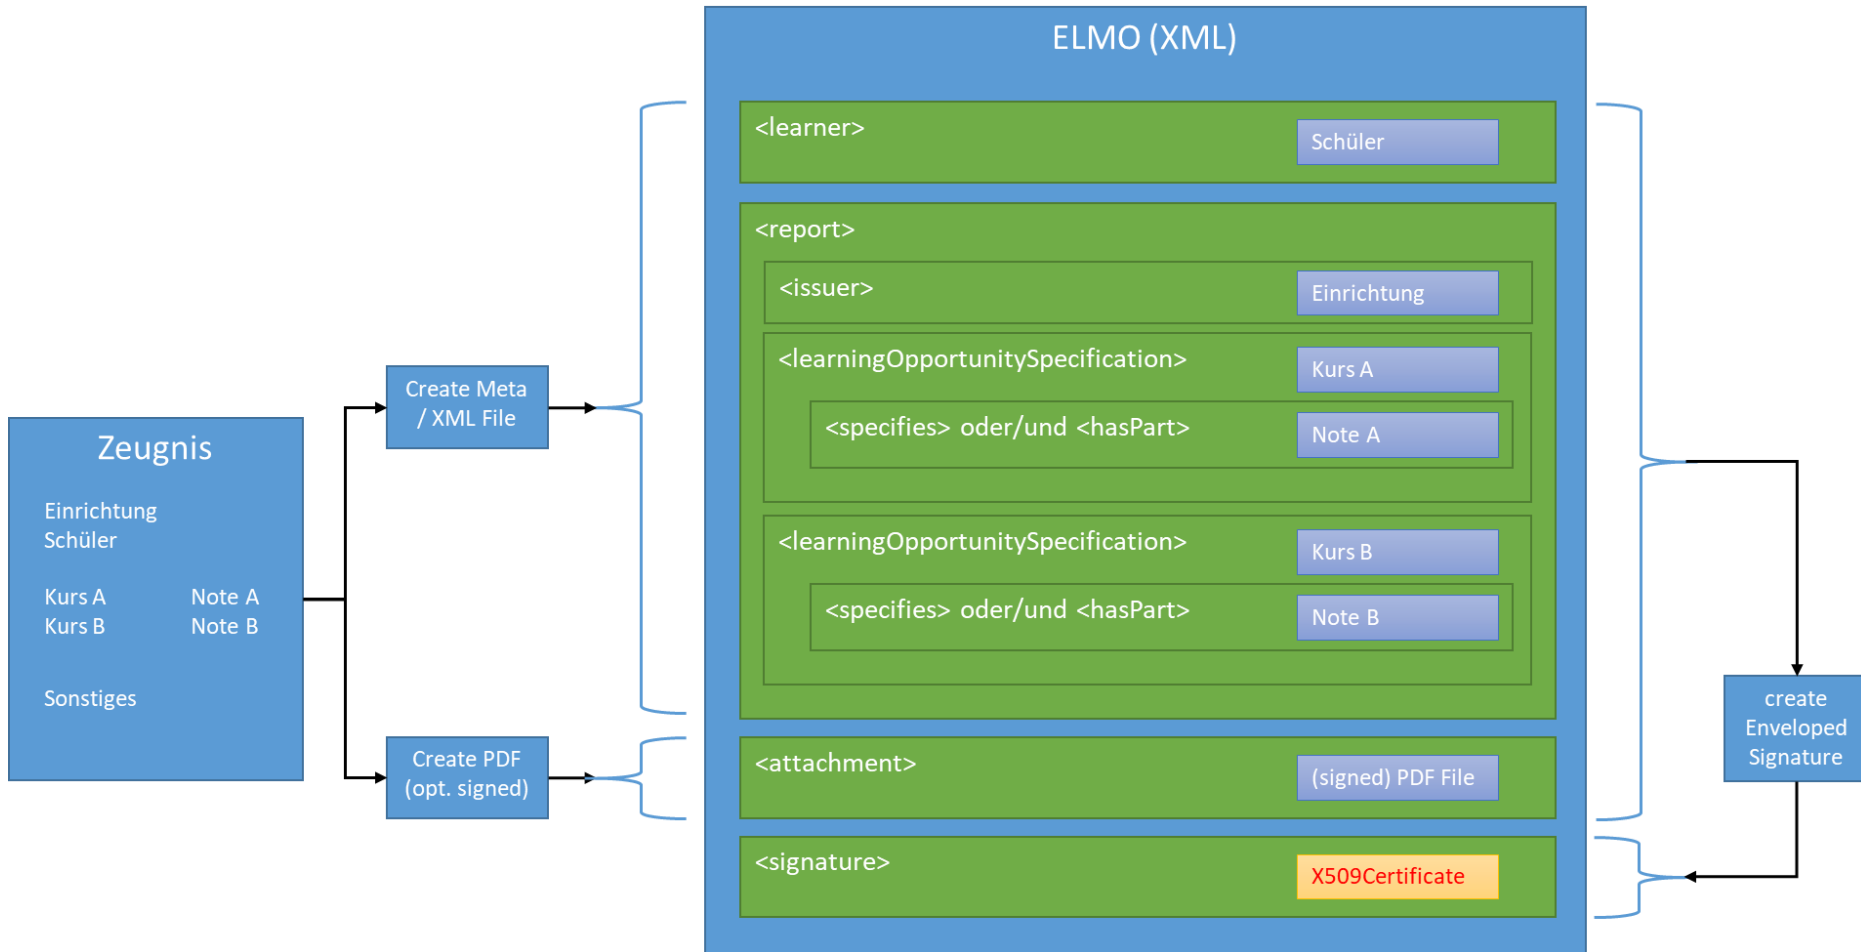 ELMO (XML)
<learner>
Schüler
<report>
<issuer>
Einrichtung
<learningOpportunitySpecification>
Kurs A
<specifies> oder/und <hasPart>
Note A
<learningOpportunitySpecification>
Kurs B
<specifies> oder/und <hasPart>
Note B
<attachment>
(signed) PDF File
<signature>
X509Certificate
Zeugnis
Einrichtung
Schüler
Kurs A Note A
Kurs B Note B
Sonstiges
Create Meta
/ XML File
Create PDF
(opt. signed)
create
Enveloped
Signature